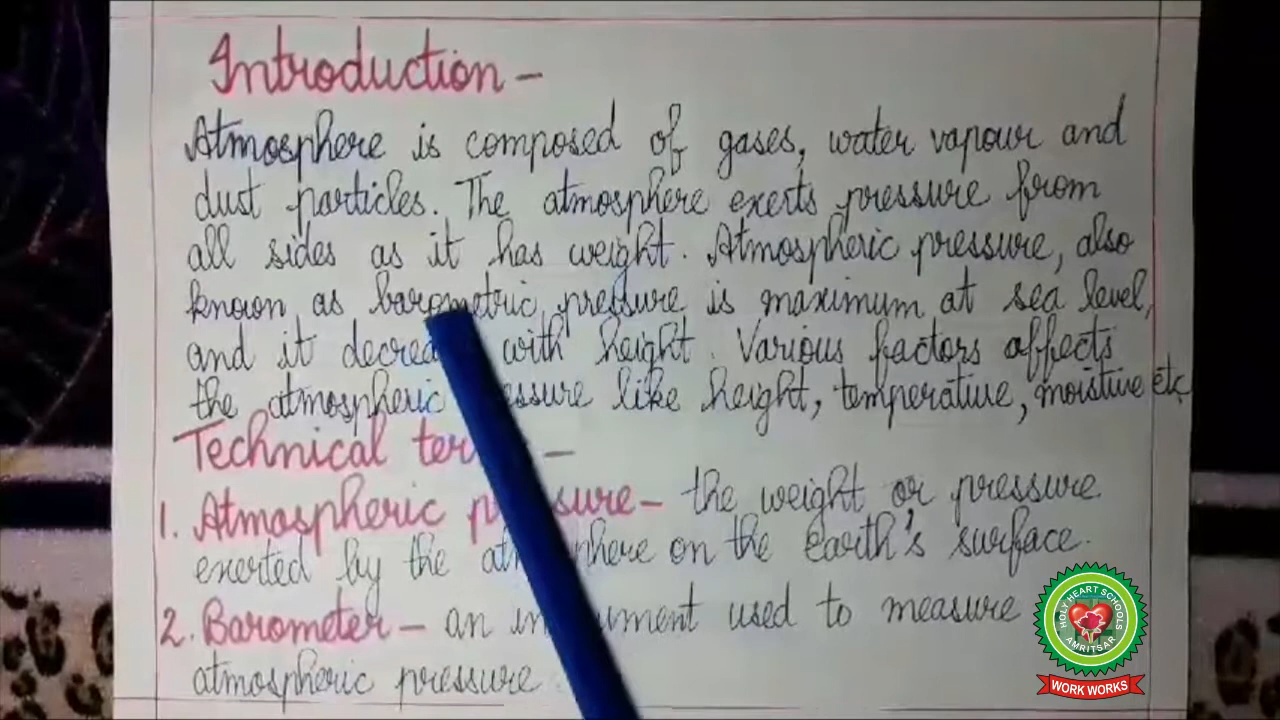 Introduction -
Atmosphere is composed of gases, water vapour and
dust particles. The atmosphere exerts pressure from
all sides as it has weight. Atmospheric pressure, also
known as barometric pressure is maximum at sea level,
and it with height. Various factors affects
the atmospheric like height, temperature, moisture etc
Technical -
1. Atmospheric - the weight or pressure
exerted by the on the Earth's surface.
2. Barometer - an used to measure
atmospheric pressure
HOLY HEART SCHOOLS
AMRITSAR
WORK WORKS